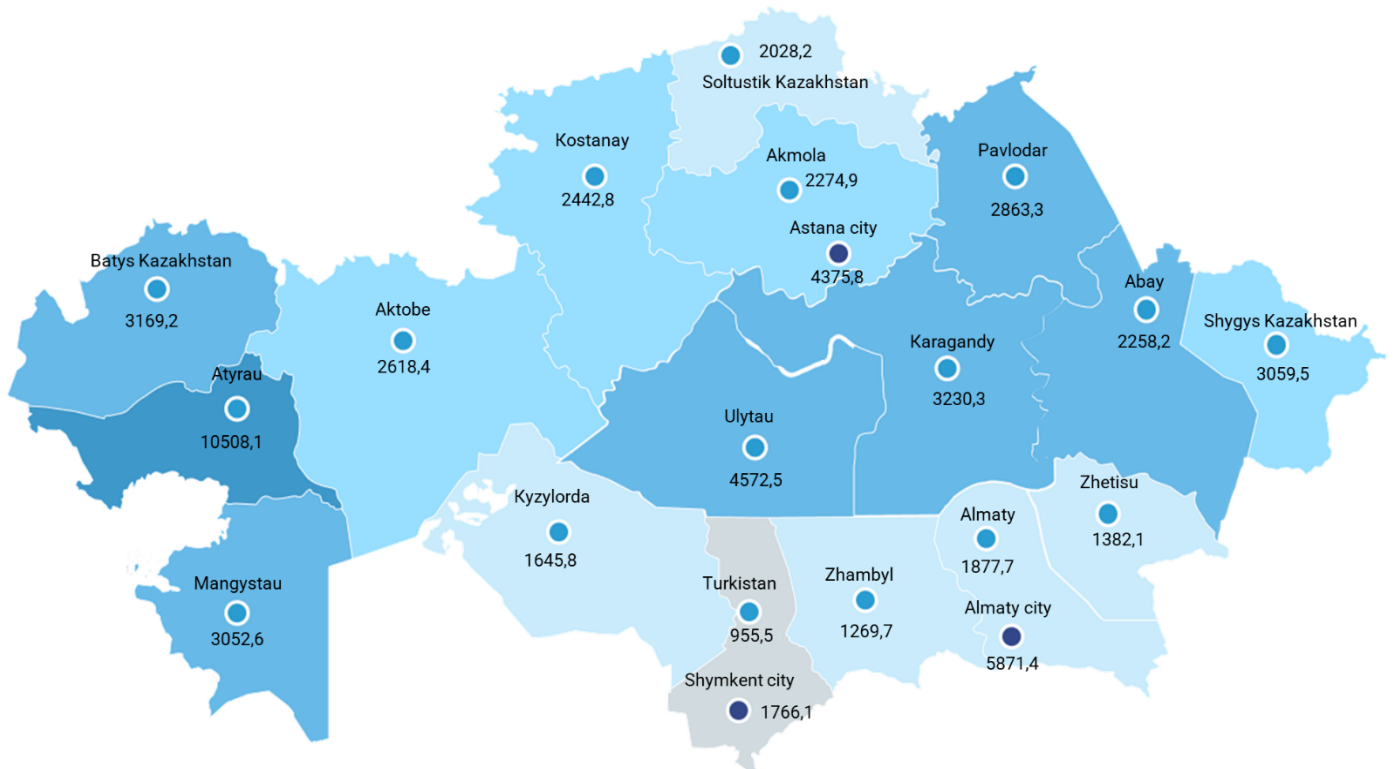 2028,2
Soltustik Kazakhstan
Kostanay
2442,8
Akmola
2274,9
Astana city
4375,8
Pavlodar
2863,3
Batys Kazakhstan
3169,2
Aktobe
2618,4
Atyrau
10508,1
Abay
2258,2
Shygys Kazakhstan
3059,5
Karagandy
3230,3
Ulytau
4572,5
Kyzylorda
1645,8
Mangystau
3052,6
Turkistan
955,5
Shymkent city
1766,1
Zhambyl
1269,7
Almaty
1877,7
Almaty city
5871,4
Zhetisu
1382,1